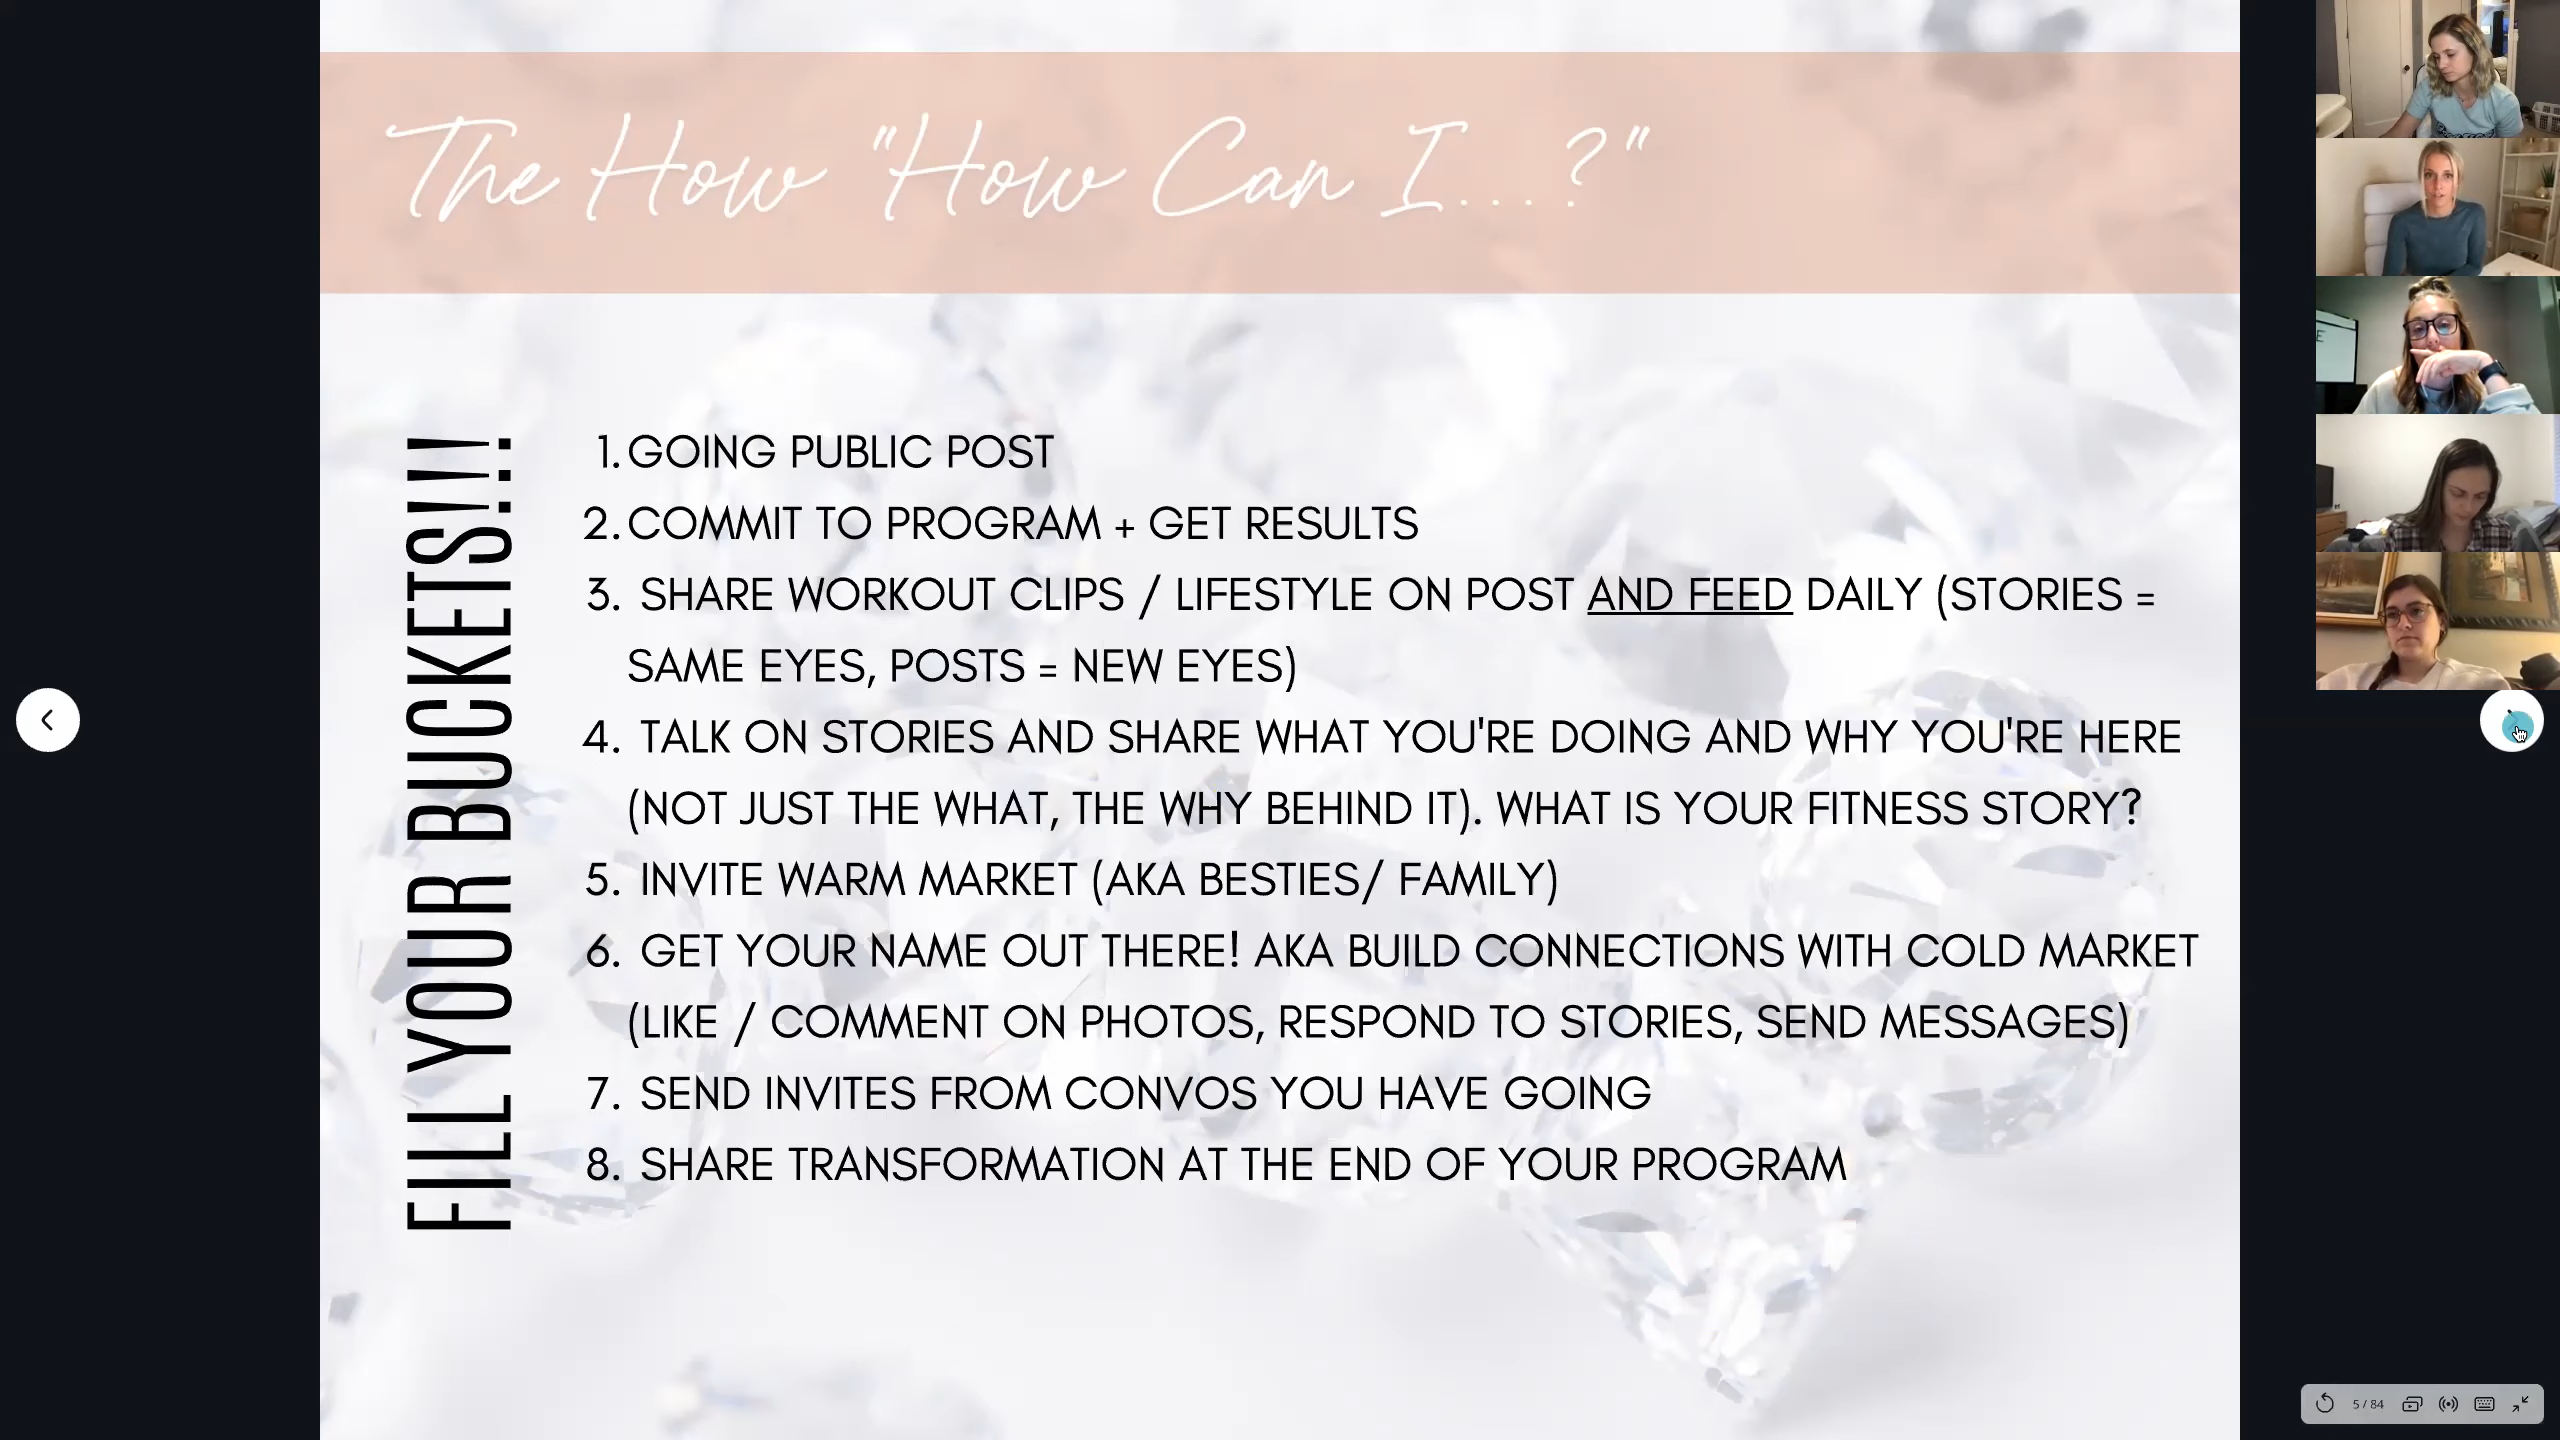 The How "How Can I...?"
FILL YOUR BUCKETS!!!
1. GOING PUBLIC POST
2. COMMIT TO PROGRAM + GET RESULTS
3. SHARE WORKOUT CLIPS / LIFESTYLE ON POST AND FEED DAILY (STORIES =
SAME EYES, POSTS = NEW EYES)
4. TALK ON STORIES AND SHARE WHAT YOU'RE DOING AND WHY YOU'RE HERE
(NOT JUST THE WHAT, THE WHY BEHIND IT). WHAT IS YOUR FITNESS STORY?
5. INVITE WARM MARKET (AKA BESTIES/ FAMILY)
6. GET YOUR NAME OUT THERE! AKA BUILD CONNECTIONS WITH COLD MARKET
(LIKE / COMMENT ON PHOTOS, RESPOND TO STORIES, SEND MESSAGES)
7. SEND INVITES FROM CONVOS YOU HAVE GOING
8. SHARE TRANSFORMATION AT THE END OF YOUR PROGRAM
5 / 84